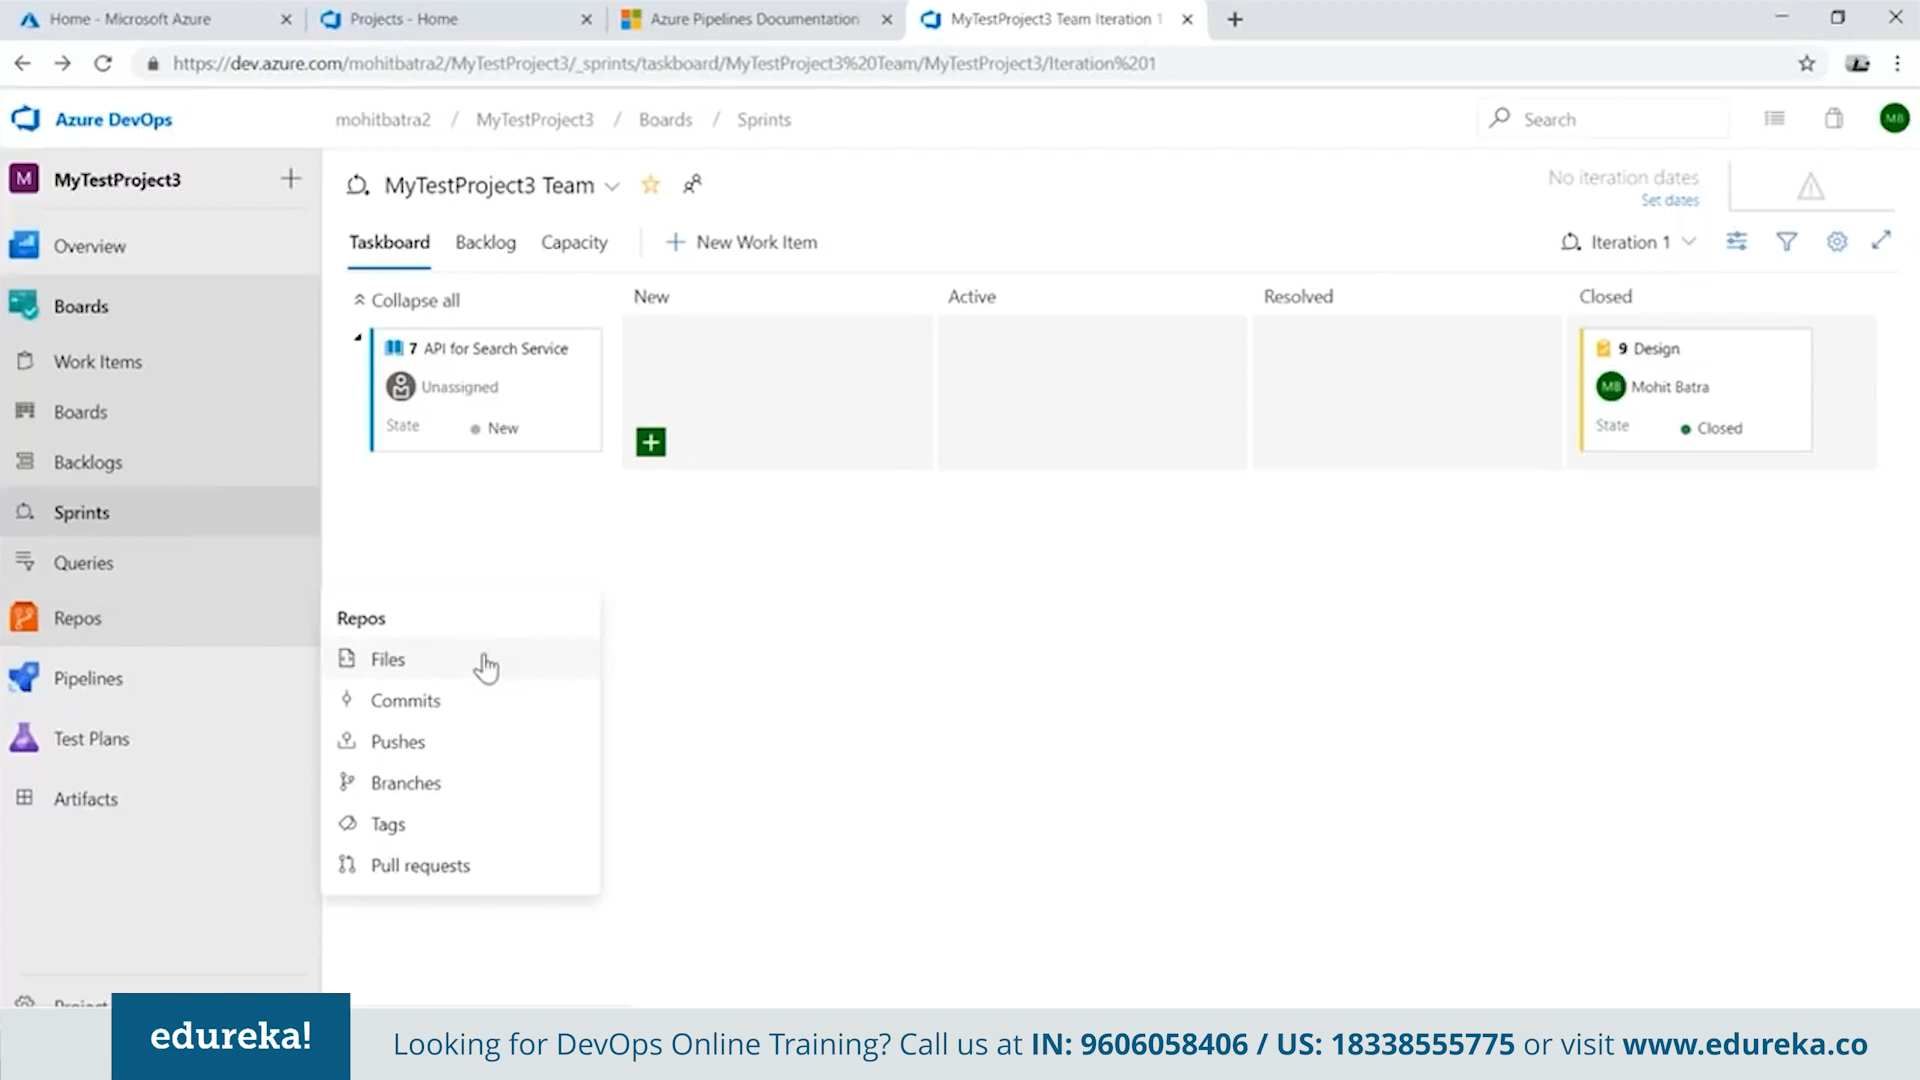 Home - Microsoft Azure
Projects - Home
Azure Pipelines Documentation
MyTestProject3 Team Iteration 1
https://dev.azure.com/mohitbatra2/MyTestProject3/_sprints/taskboard/MyTestProject3%20Team/MyTestProject3/Iteration%201
Azure DevOps
mohitbatra2 / MyTestProject3 / Boards / Sprints
Search
MB
M MyTestProject3
Overview
Boards
Work Items
Boards
Backlogs
Sprints
Queries
Repos
Pipelines
Test Plans
Artifacts
Project
MyTestProject3 Team
No iteration dates
Set dates
Taskboard Backlog Capacity + New Work Item
Iteration 1
Collapse all
New
Active
Resolved
Closed
7 API for Search Service
Unassigned
State New
9 Design
MB Mohit Batra
State Closed
Repos
Files
Commits
Pushes
Branches
Tags
Pull requests
edureka!
Looking for DevOps Online Training? Call us at IN: 9606058406 / US: 18338555775 or visit www.edureka.co